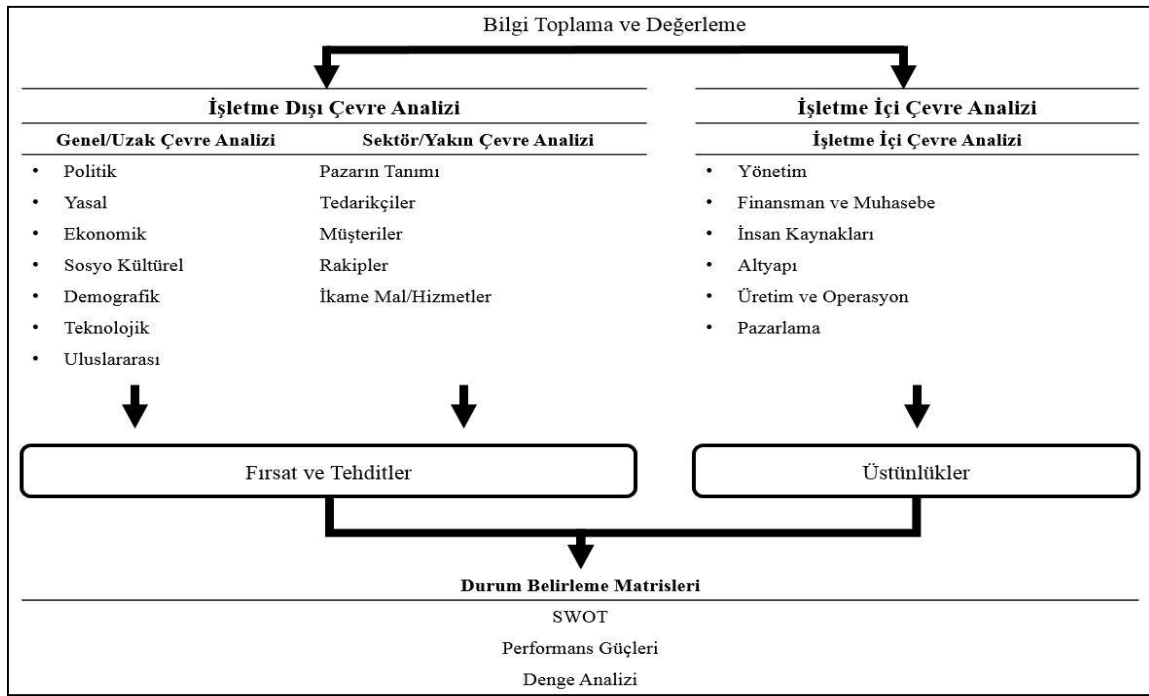 Bilgi Toplama ve Değerleme
İşletme Dışı Çevre Analizi
Genel/Uzak Çevre Analizi
• Politik
• Yasal
• Ekonomik
• Sosyo Kültürel
• Demografik
• Teknolojik
• Uluslararası
Sektör/Yakın Çevre Analizi
Pazarın Tanımı
Tedarikçiler
Müşteriler
Rakipler
İkame Mal/Hizmetler
İşletme İçi Çevre Analizi
İşletme İçi Çevre Analizi
• Yönetim
• Finansman ve Muhasebe
• İnsan Kaynakları
• Altyapı
• Üretim ve Operasyon
• Pazarlama
Fırsat ve Tehditler
Üstünlükler
Durum Belirleme Matrisleri
SWOT
Performans Güçleri
Denge Analizi